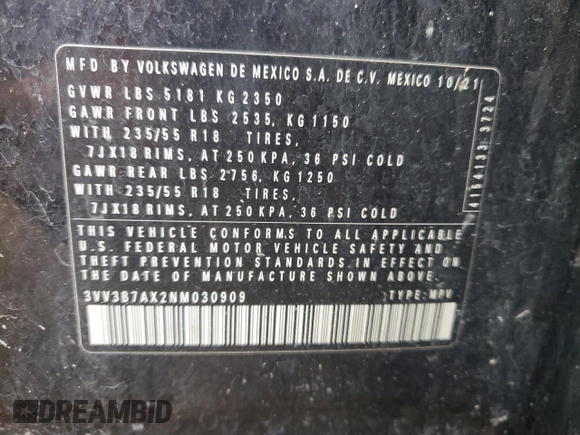 MFD BY VOLKSWAGEN DE MEXICO S.A. DE C.V. MEXICO 10/21
GVWR LBS 5181 KG 2350
GAWR FRONT LBS 2535, KG 1150
WITH 235/55 R18 TIRES,
7JX18 RIMS, AT 250 KPA, 36 PSI COLD
GAWR REAR LBS 2756, KG 1250
WITH 235/55 R18 TIRES,
7JX18 RIMS, AT 250 KPA, 36 PSI COLD
4154133 3724
THIS VEHICLE CONFORMS TO ALL APPLICABLE
U.S. FEDERAL MOTOR VEHICLE SAFETY AND
THEFT PREVENTION STANDARDS IN EFFECT ON
THE DATE OF MANUFACTURE SHOWN ABOVE.
3VV3B7AX2NM030909 TYPE: MPV
DREAMBID